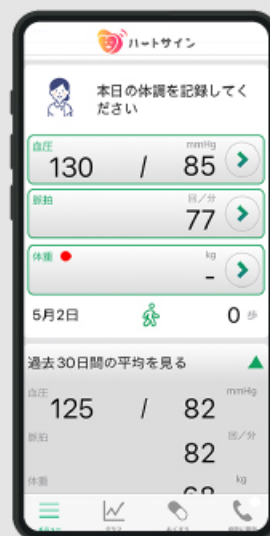 ハートサイン
本日の体調を記録してく
ださい
血圧 mmHg
130 / 85
脈拍 回/分
77
体重 kg
-
5月2日 0 歩
過去30日間の平均を見る
血圧 mmHg
125 / 82
脈拍 回/分
82
体重 kg